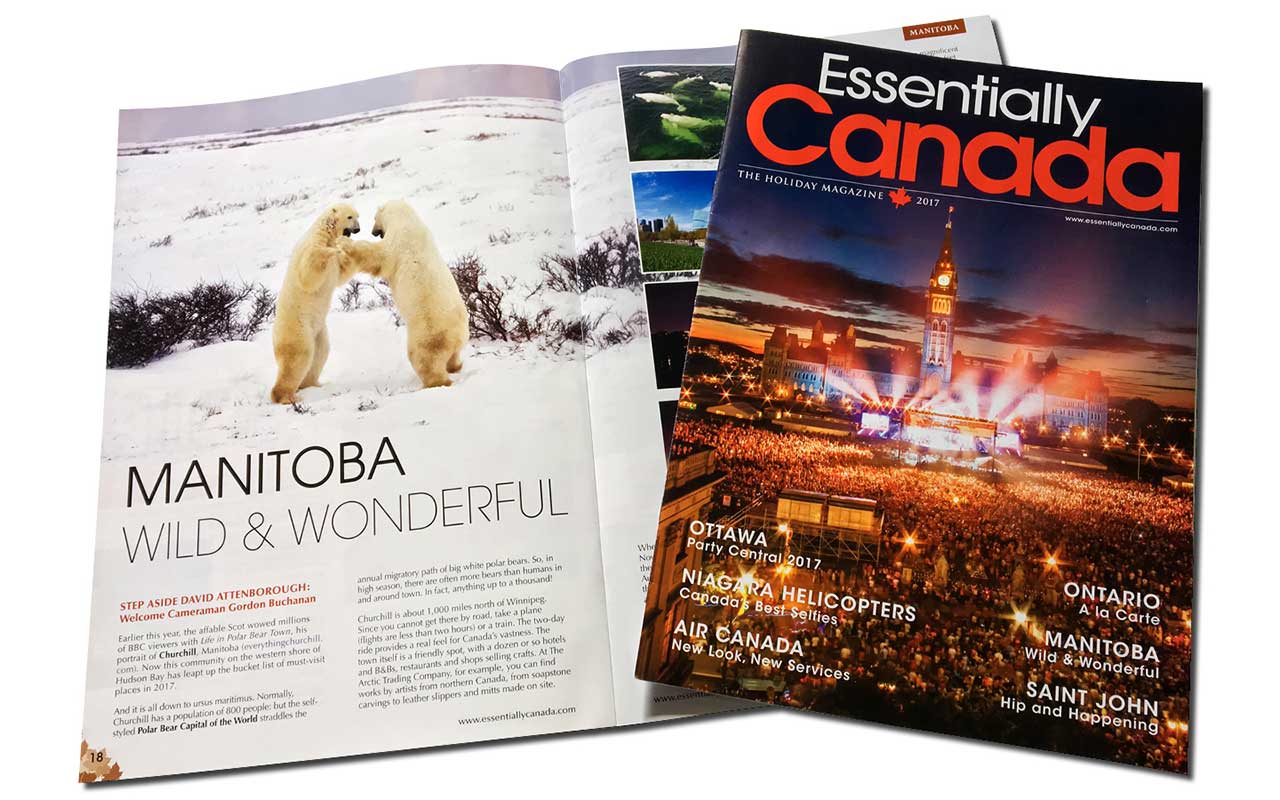 MANITOBA
WILD & WONDERFUL
STEP ASIDE DAVID ATTENBOROUGH:
Welcome Cameraman Gordon Buchanan
Earlier this year, the affable Scot wowed millions
of BBC viewers with Life in Polar Bear Town, his
portrait of Churchill, Manitoba (everythingchurchill.
com). Now this community on the western shore of
Hudson Bay has leapt up the bucket list of must-visit
places in 2017.
And it is all down to ursus maritimus. Normally,
Churchill has a population of 800 people: but the self-
styled Polar Bear Capital of the World straddles the
annual migratory path of big white polar bears. So, in
high season, there are often more bears than humans in
and around town. In fact, anything up to a thousand!
Churchill is about 1,000 miles north of Winnipeg.
Since you cannot get there by road, take a plane
(flights are less than two hours) or a train. The two-day
ride provides a real feel for Canada's vastness. The
town itself is a friendly spot, with a dozen or so hotels
and B&Bs, restaurants and shops selling crafts. At The
Arctic Trading Company, for example, you can find
works by artists from northern Canada, from soapstone
carvings to leather slippers and mitts made on site.
www.essentiallycanada.com
18
MANITOBA
magnificent
Essentially
Canada
THE HOLIDAY MAGAZINE 2017
www.essentiallycanada.com
OTTAWA
Party Central 2017
NIAGARA HELICOPTERS
Canada's Best Selfies
AIR CANADA
New Look, New Services
ONTARIO
A la Carte
MANITOBA
Wild & Wonderful
SAINT JOHN
Hip and Happening